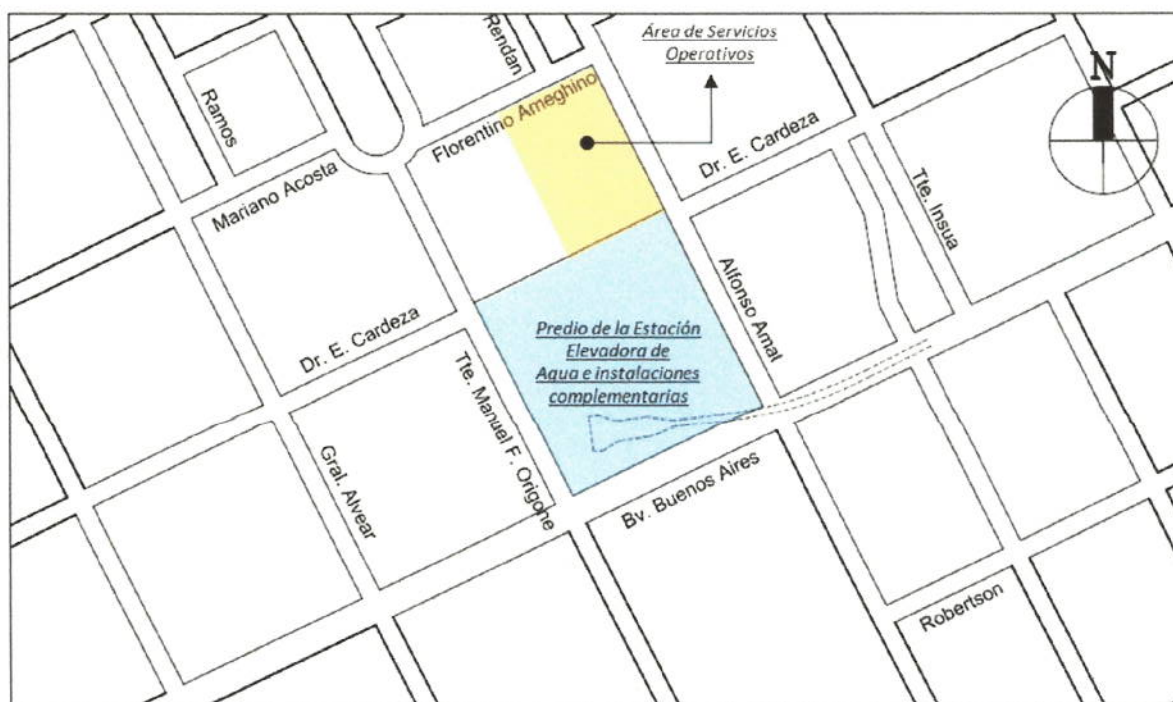 Rendan
Área de Servicios
Operativos
N
Ramos
Florentino Ameghino
Dr. E. Cardeza
Mariano Acosta
Tte. Insua
Alfonso Amat
Predio de la Estación
Elevadora de
Agua e instalaciones
complementarias
Dr. E. Cardeza
Tte. Manuel F. Origone
Gral. Alvear
Bv. Buenos Aires
Robertson